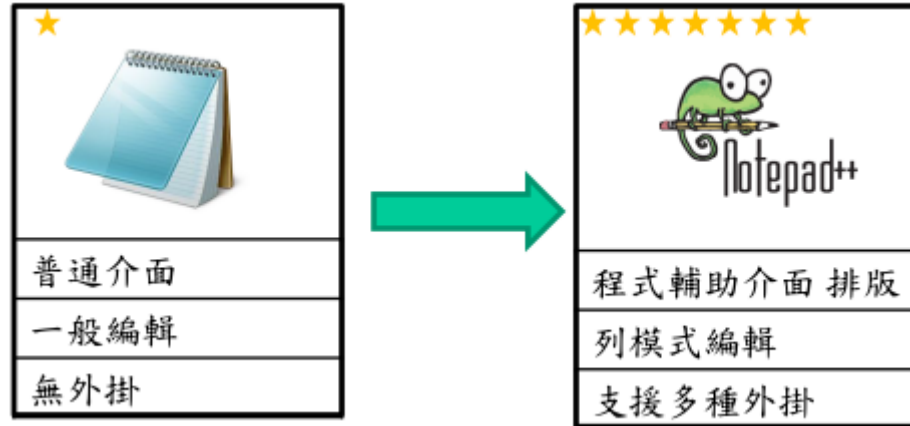 普通介面
一般編輯
無外掛
Notepad++
程式輔助介面 排版
列模式編輯
支援多種外掛